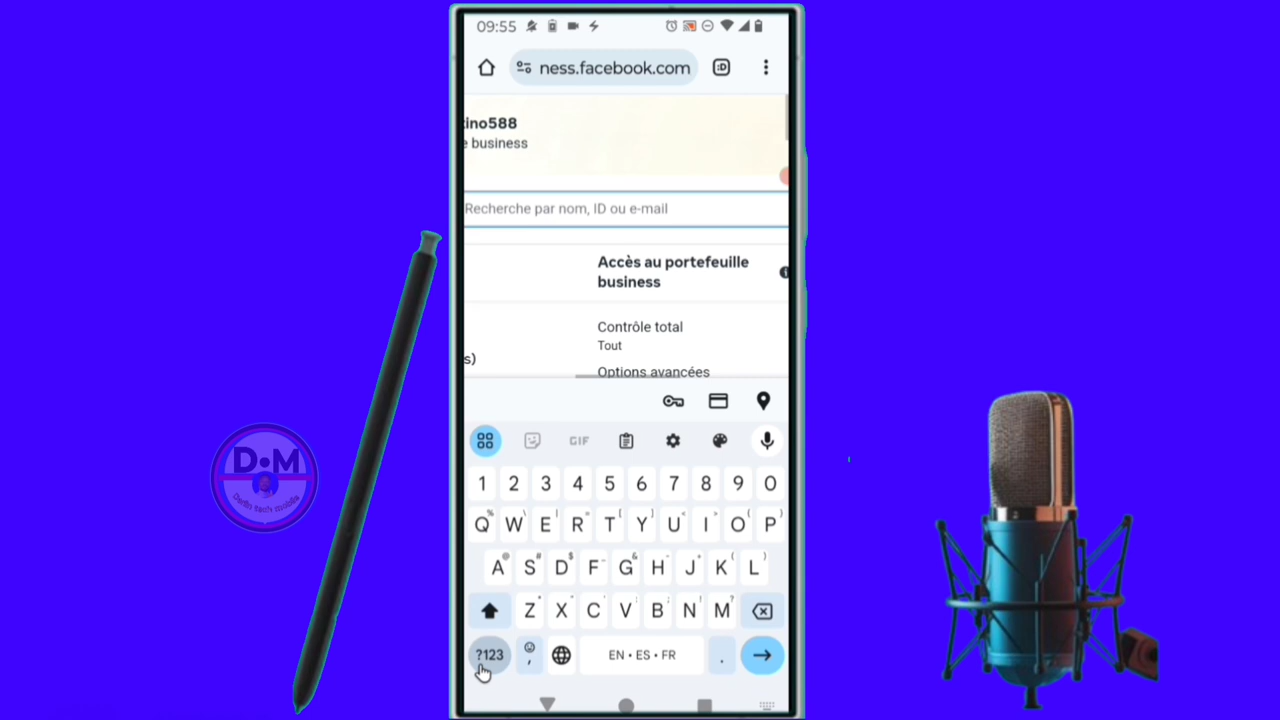 09:55
ness.facebook.com
:D
tino588
e business
Recherche par nom, ID ou e-mail
Accès au portefeuille
business
Contrôle total
Tout
s)
Options avancées
GIF
1 2 3 4 5 6 7 8 9 0
Q W E R T Y U I O P
A S D F G H J K L
Z X C V B N M
?123 , EN • ES • FR .
D•M